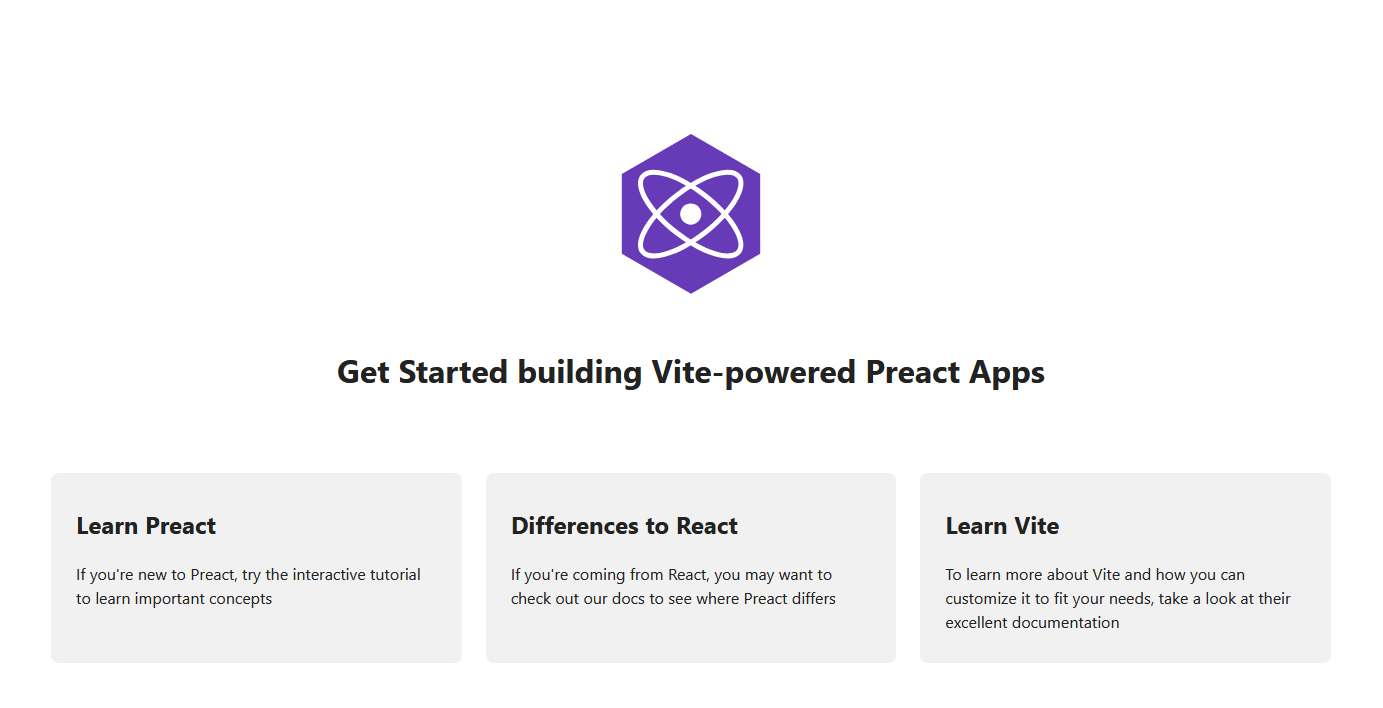 Get Started building Vite-powered Preact Apps
Learn Preact
If you're new to Preact, try the interactive tutorial
to learn important concepts
Differences to React
If you're coming from React, you may want to
check out our docs to see where Preact differs
Learn Vite
To learn more about Vite and how you can
customize it to fit your needs, take a look at their
excellent documentation